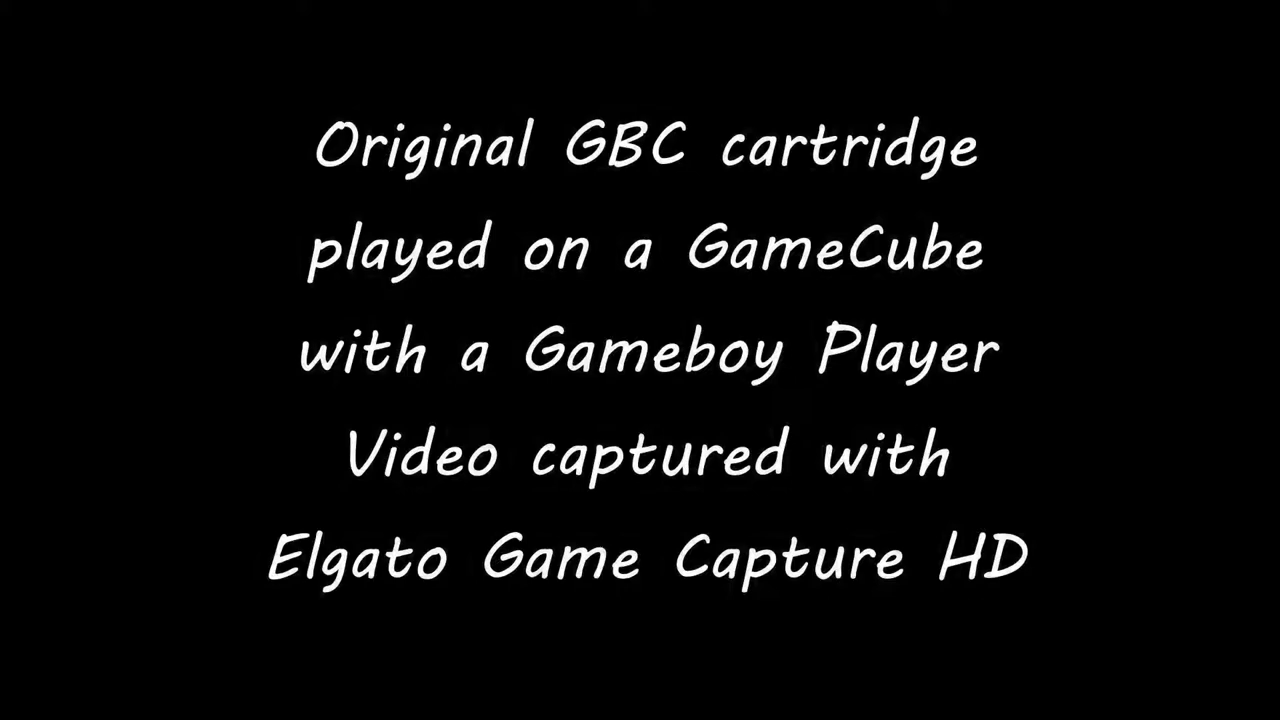 Original GBC cartridge
played on a GameCube
with a Gameboy Player
Video captured with
Elgato Game Capture HD